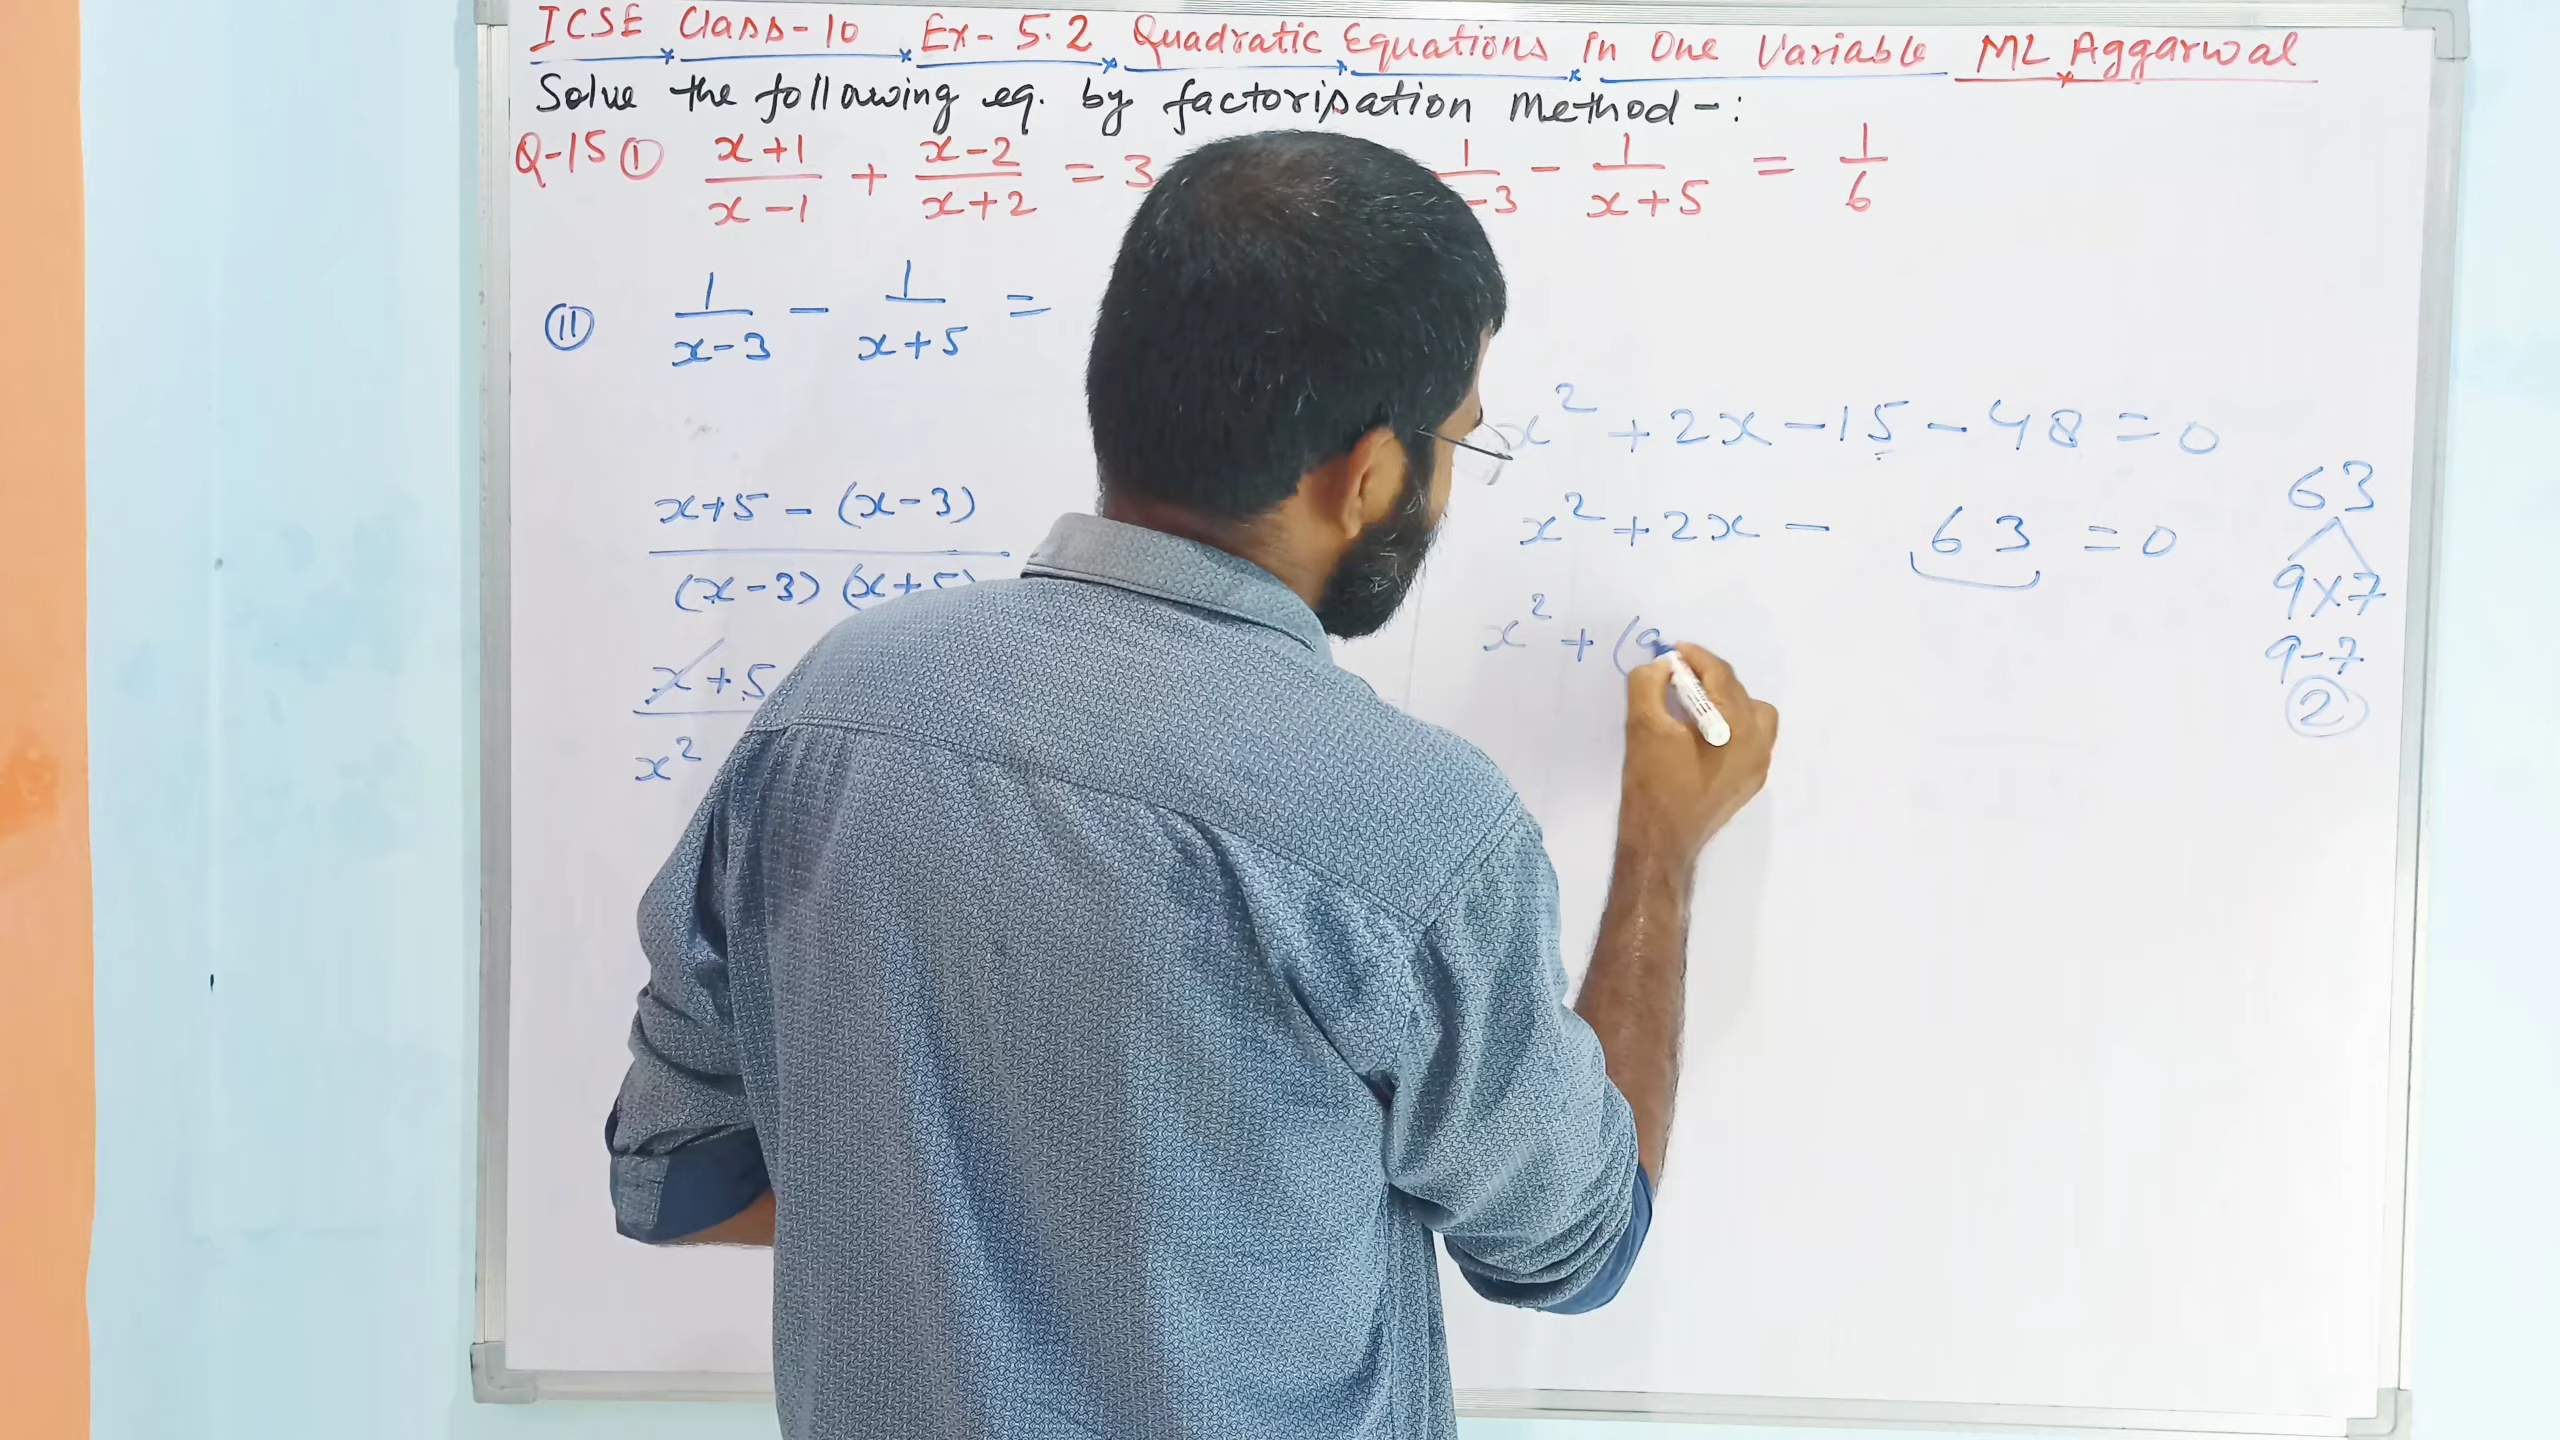 ICSE Class-10 Ex-5.2 Quadratic Equations in One Variable ML Aggarwal
Solve the following eq. by factorisation Method-:
Q-15 (i) x+1/x-1 + x-2/x+2 = 3 1/-3 - 1/x+5 = 1/6
(ii) 1/x-3 - 1/x+5 =
x+5-(x-3)/(x-3)(x+5)
x+5
x²
x²+2x-15-48=0
x²+2x- 63 =0
x²+(9
63
9×7
9-7
2